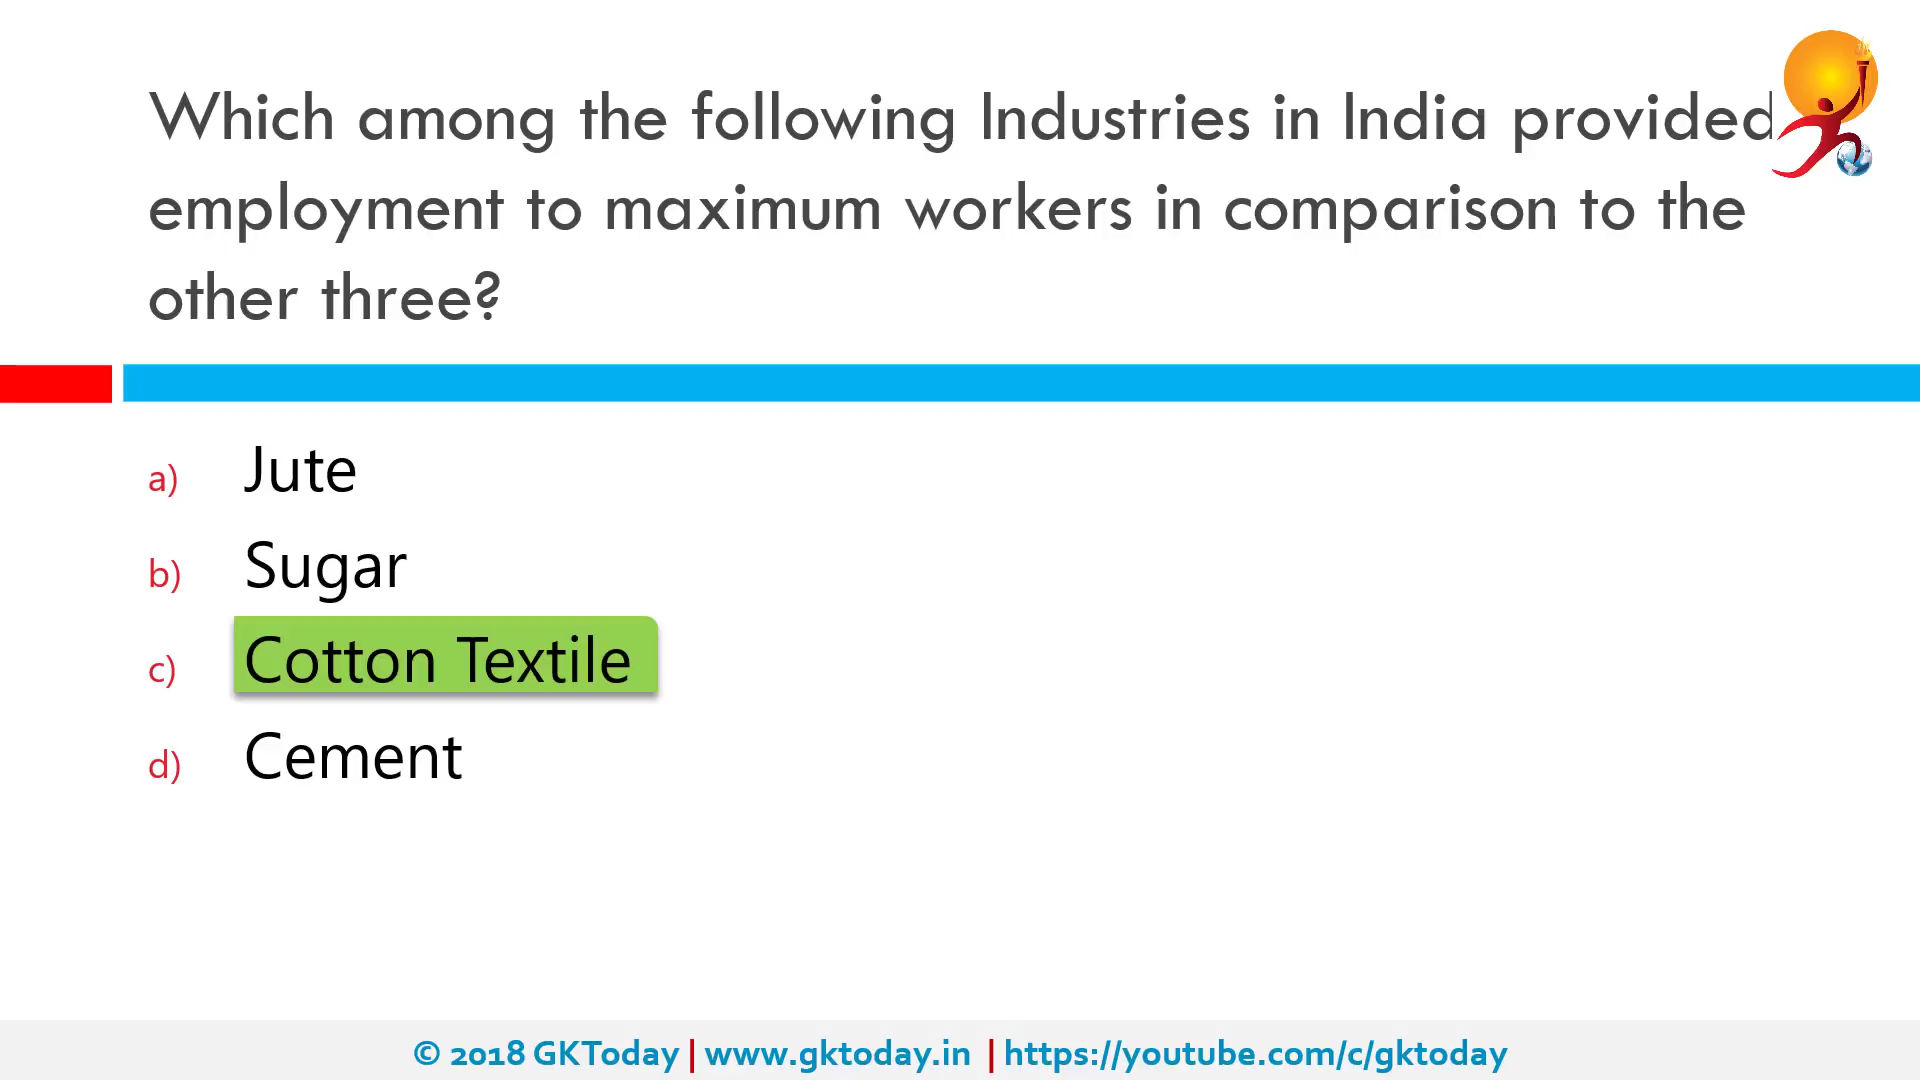 Which among the following Industries in India provided
employment to maximum workers in comparison to the
other three?
a) Jute
b) Sugar
c) Cotton Textile
d) Cement
© 2018 GKToday | www.gktoday.in | https://youtube.com/c/gktoday